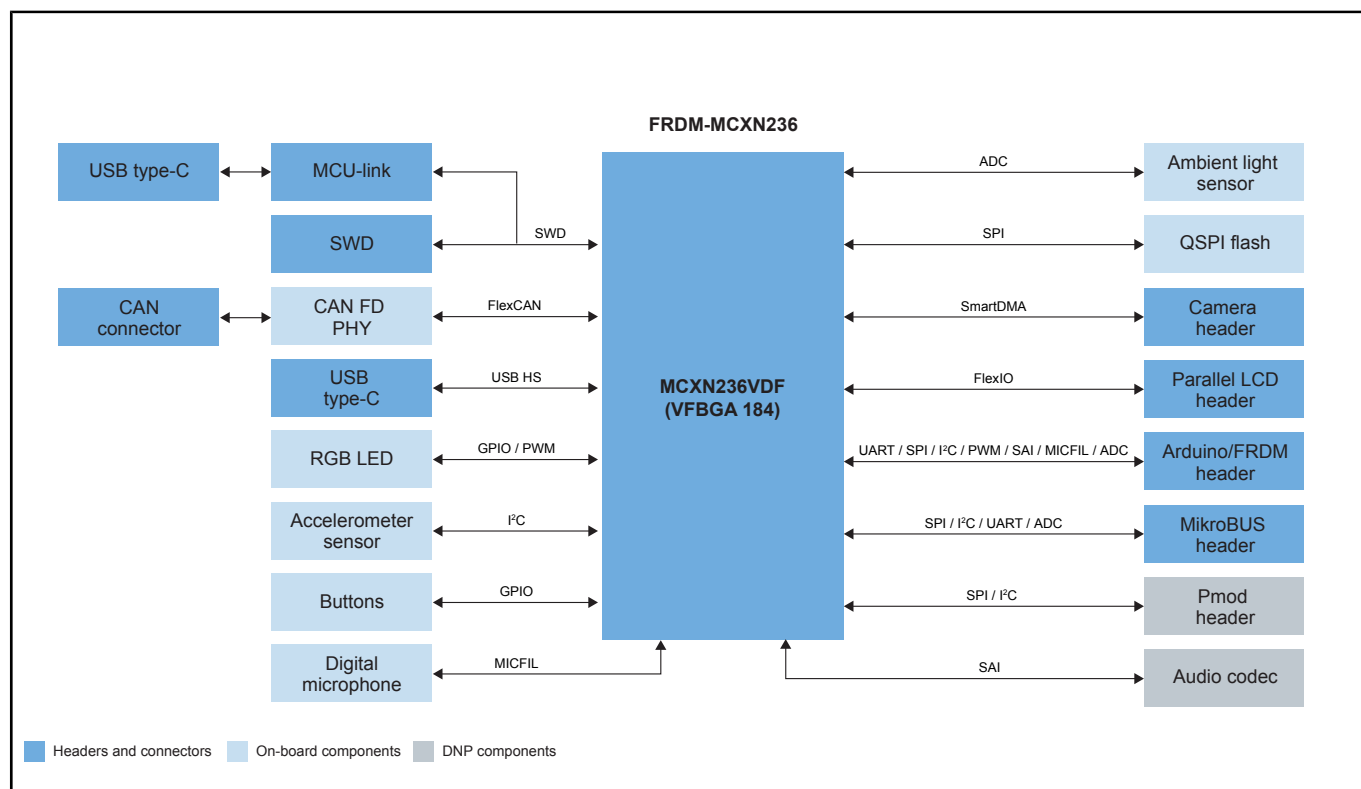 FRDM-MCXN236
USB type-C
MCU-link
ADC
Ambient light
sensor
SWD
SWD
SPI
QSPI flash
CAN
connector
CAN FD
PHY
FlexCAN
SmartDMA
Camera
header
USB
type-C
USB HS
MCXN236VDF
(VFBGA 184)
FlexIO
Parallel LCD
header
RGB LED
GPIO / PWM
UART / SPI / I²C / PWM / SAI / MICFIL / ADC
Arduino/FRDM
header
Accelerometer
sensor
I²C
SPI / I²C / UART / ADC
MikroBUS
header
Buttons
GPIO
SPI / I²C
Pmod
header
Digital
microphone
MICFIL
SAI
Audio codec
Headers and connectors
On-board components
DNP components